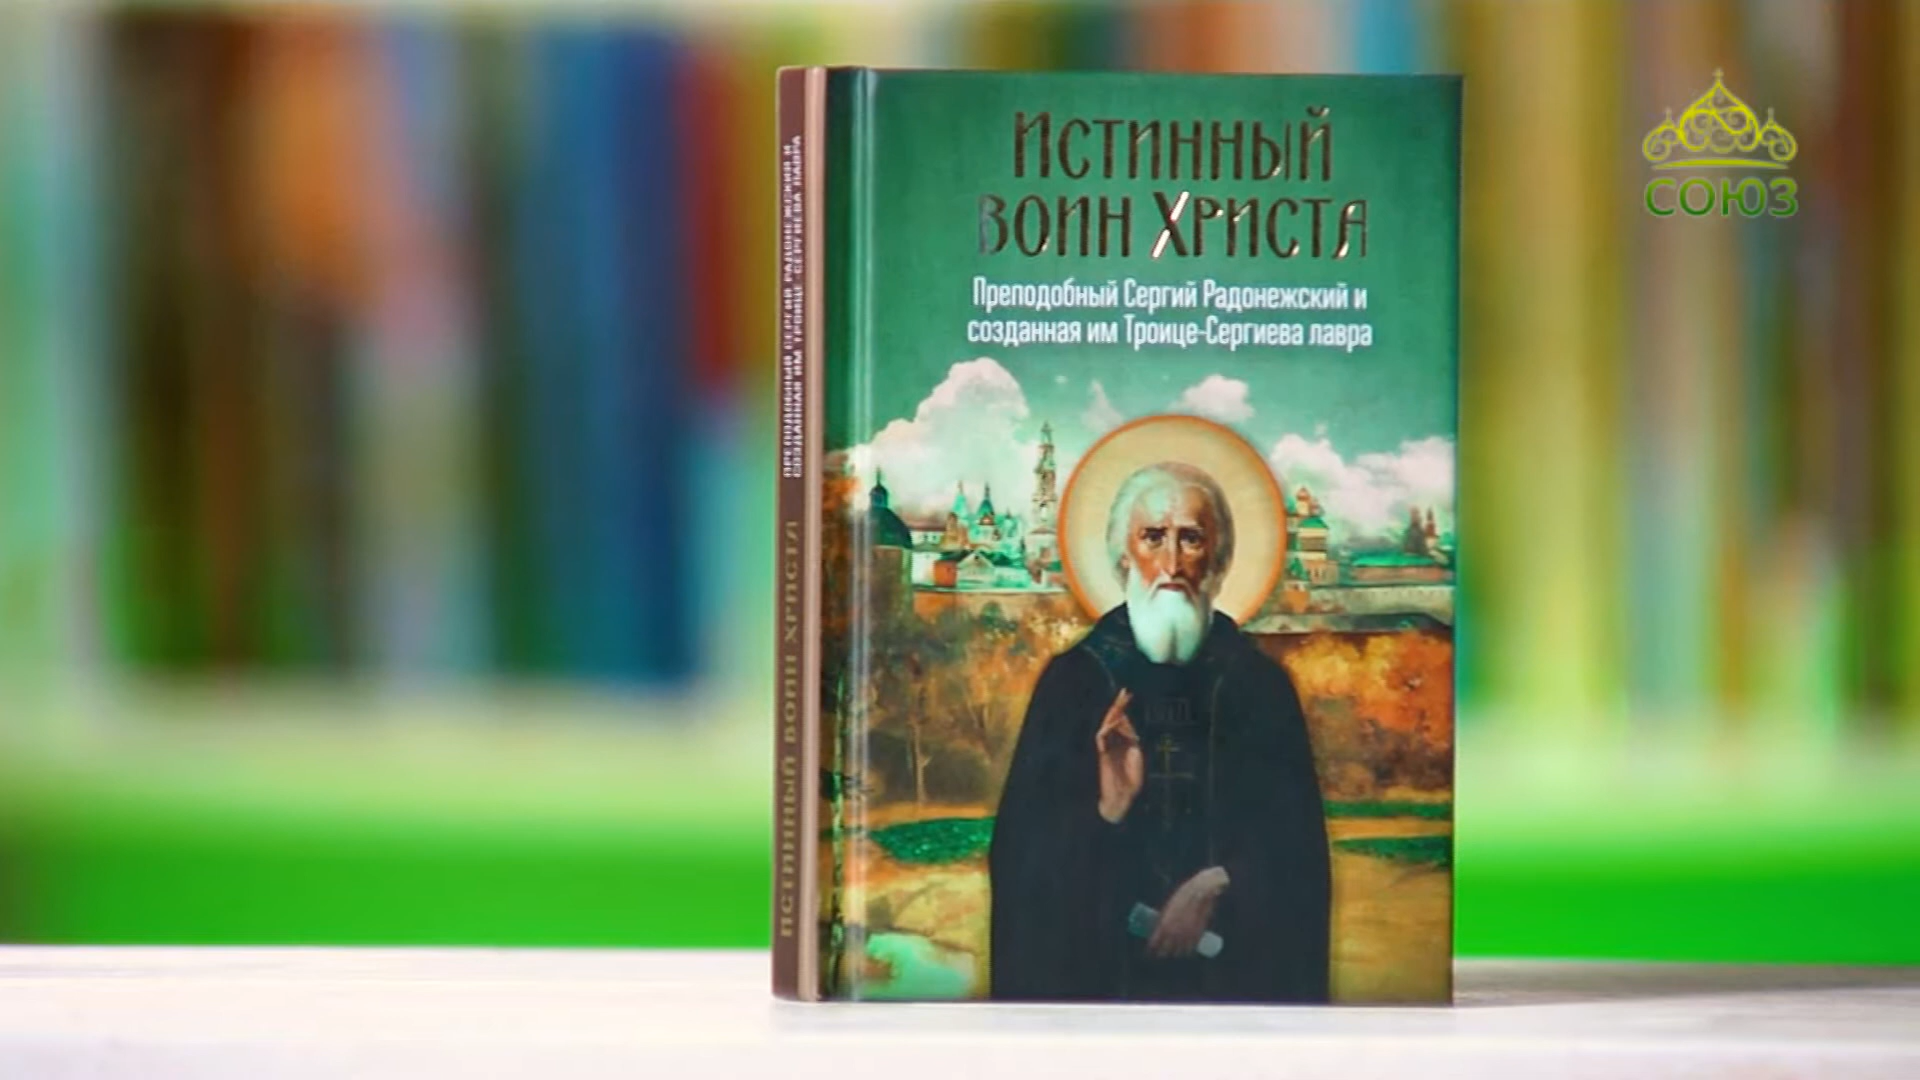 ИСТИННЫЙ
ВОИН ХРИСТА
Преподобный Сергий Радонежский и
созданная им Троице-Сергиева лавра
ПРЕПОДОБНЫЙ СЕРГИЙ РАДОНЕЖСКИЙ И
СОЗДАННАЯ ИМ ТРОИЦЕ-СЕРГИЕВА ЛАВРА
ИСТИННЫЙ ВОИН ХРИСТА
СОЮЗ